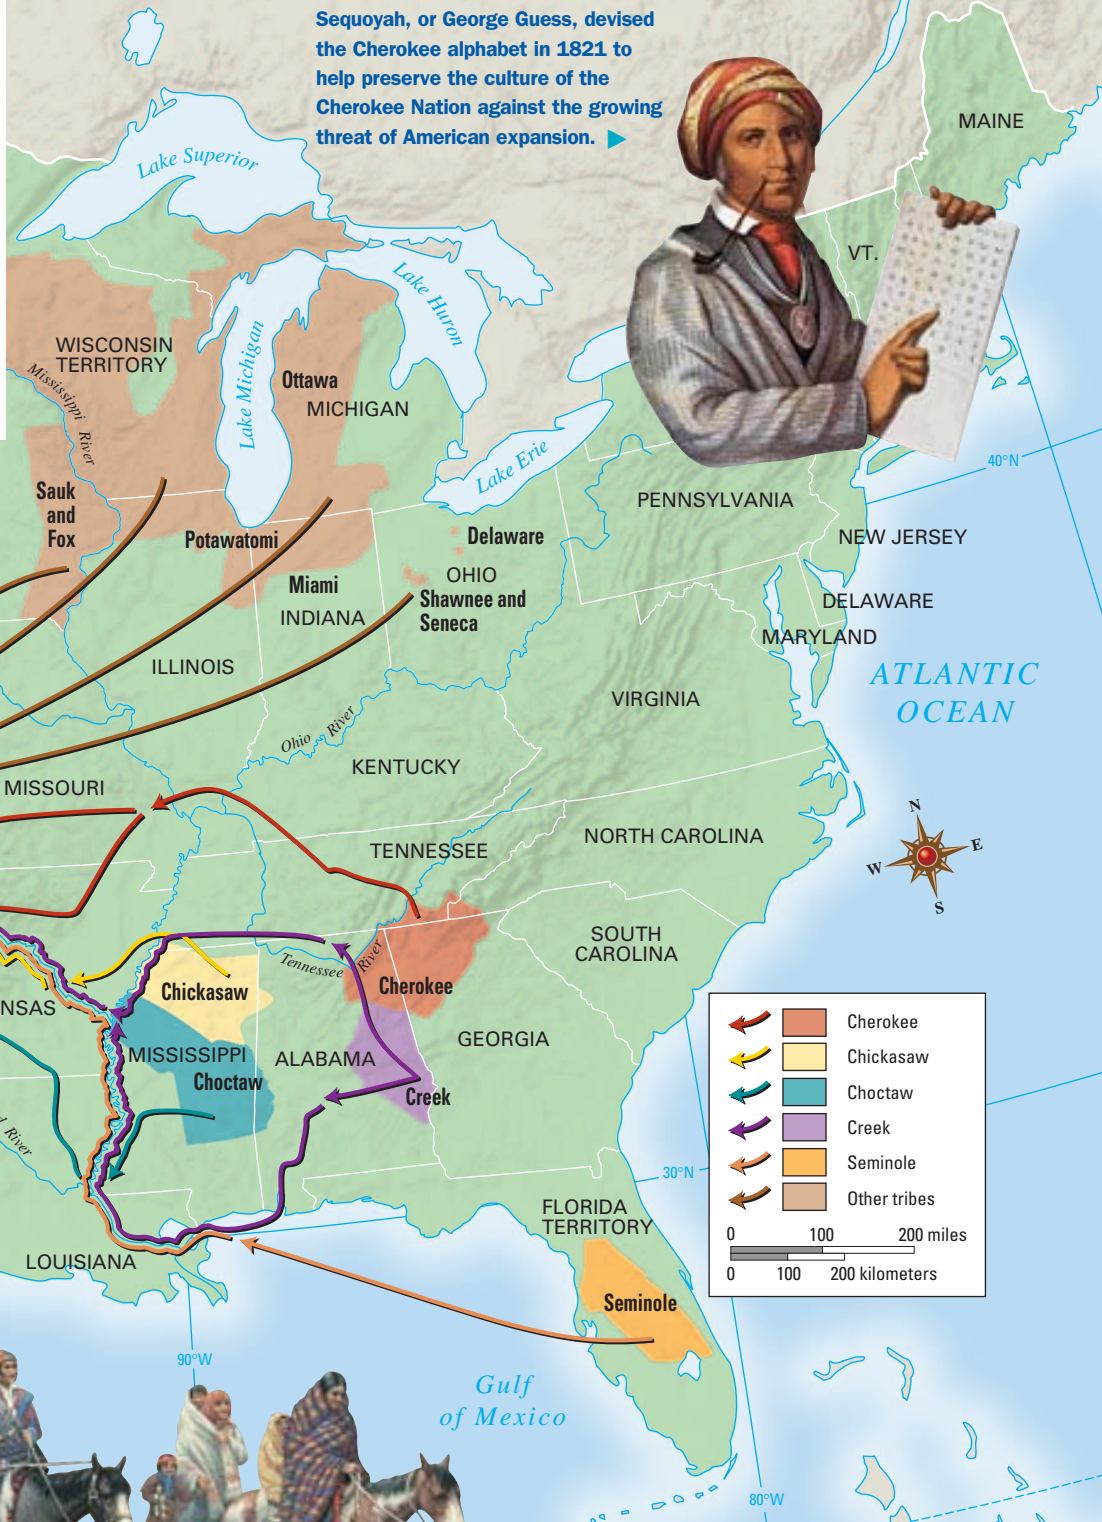 Sequoyah, or George Guess, devised
the Cherokee alphabet in 1821 to
help preserve the culture of the
Cherokee Nation against the growing
threat of American expansion. ▶
MAINE
Lake Superior
VT.
Lake Huron
WISCONSIN
TERRITORY
Mississippi River
Lake Michigan
Ottawa
MICHIGAN
Lake Erie
40°N
Sauk
and
Fox
PENNSYLVANIA
Potawatomi
Delaware
NEW JERSEY
Miami
OHIO
Shawnee and
Seneca
INDIANA
DELAWARE
MARYLAND
ILLINOIS
ATLANTIC
OCEAN
VIRGINIA
Ohio River
KENTUCKY
MISSOURI
N
E
W
S
NORTH CAROLINA
TENNESSEE
SOUTH
CAROLINA
Tennessee River
Cherokee
Chickasaw
NSAS
GEORGIA
MISSISSIPPI
ALABAMA
Choctaw
Creek
d River
Cherokee
Chickasaw
Choctaw
Creek
Seminole
Other tribes
0 100 200 miles
0 100 200 kilometers
30°N
FLORIDA
TERRITORY
LOUISIANA
Seminole
90°W
Gulf
of Mexico
80°W